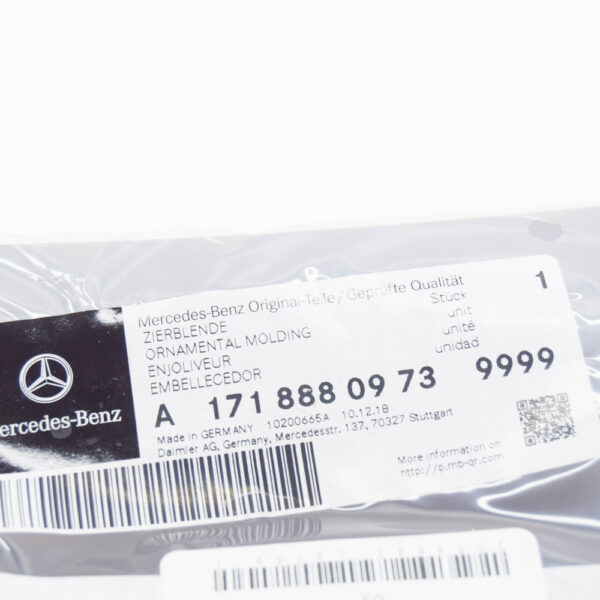 Mercedes-Benz Original-Teile/Geprüfte Qualität 1
ZIERBLENDE Stück
ORNAMENTAL MOLDING unit
ENJOLIVEUR unité
EMBELLECEDOR unidad
A 171 888 09 73 9999
Made in GERMANY 10200665A 10.12.18
Daimler AG, Germany, Mercedesstr. 137, 70327 Stuttgart
More information on
http://p.mb-qr.com
ercedes-Benz